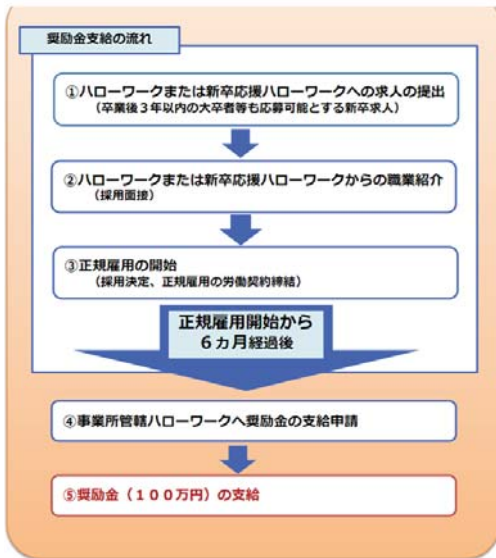 奨励金支給の流れ
①ハローワークまたは新卒応援ハローワークへの求人の提出
（卒業後３年以内の大卒者等も応募可能とする新卒求人）
②ハローワークまたは新卒応援ハローワークからの職業紹介
（採用面接）
③正規雇用の開始
（採用決定、正規雇用の労働契約締結）
正規雇用開始から
６ヵ月経過後
④事業所管轄ハローワークへ奨励金の支給申請
⑤奨励金（１００万円）の支給